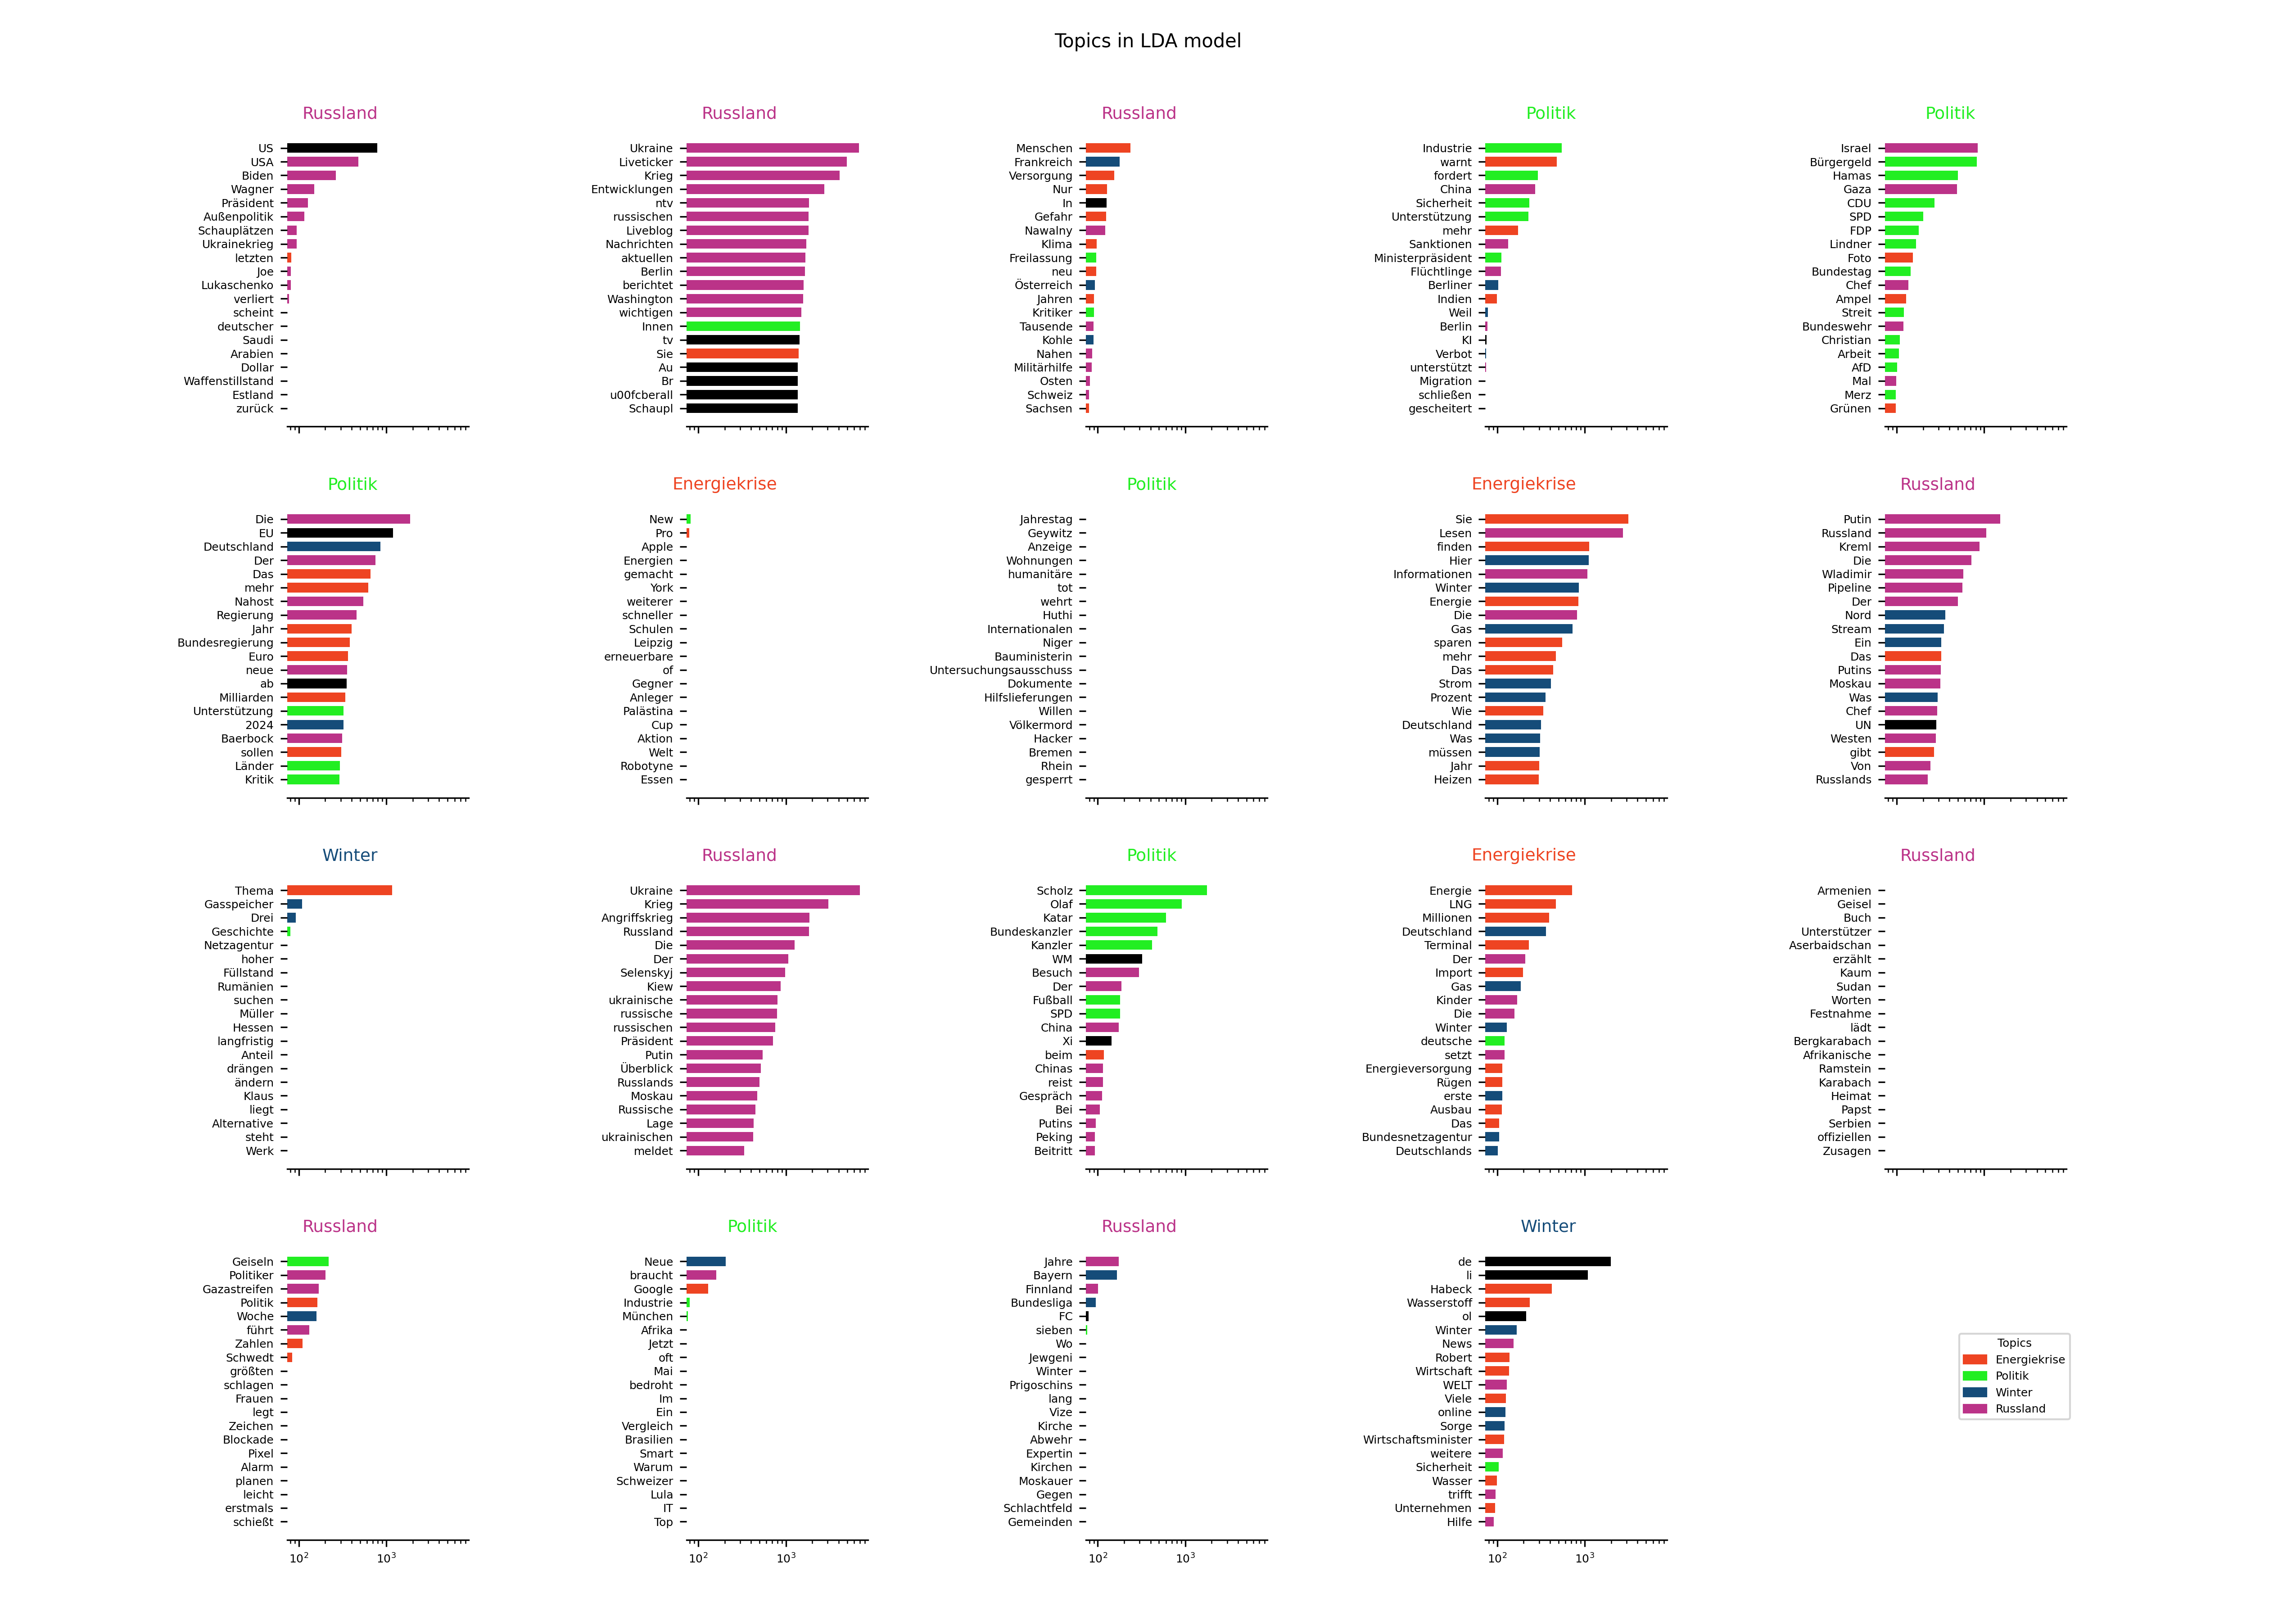 Topics in LDA model
Russland
US
USA
Biden
Wagner
Präsident
Außenpolitik
Schauplätzen
Ukrainekrieg
letzten
Joe
Lukaschenko
verliert
scheint
deutscher
Saudi
Arabien
Dollar
Waffenstillstand
Estland
zurück
Russland
Ukraine
Liveticker
Krieg
Entwicklungen
ntv
russischen
Liveblog
Nachrichten
aktuellen
Berlin
berichtet
Washington
wichtigen
Innen
tv
Sie
Au
Br
u00fcberall
Schaupl
Russland
Menschen
Frankreich
Versorgung
Nur
In
Gefahr
Nawalny
Klima
Freilassung
neu
Österreich
Jahren
Kritiker
Tausende
Kohle
Nahen
Militärhilfe
Osten
Schweiz
Sachsen
Politik
Industrie
warnt
fordert
China
Sicherheit
Unterstützung
mehr
Sanktionen
Ministerpräsident
Flüchtlinge
Berliner
Indien
Weil
Berlin
KI
Verbot
unterstützt
Migration
schließen
gescheitert
Politik
Israel
Bürgergeld
Hamas
Gaza
CDU
SPD
FDP
Lindner
Foto
Bundestag
Chef
Ampel
Streit
Bundeswehr
Christian
Arbeit
AfD
Mal
Merz
Grünen
Politik
Die
EU
Deutschland
Der
Das
mehr
Nahost
Regierung
Jahr
Bundesregierung
Euro
neue
ab
Milliarden
Unterstützung
2024
Baerbock
sollen
Länder
Kritik
Energiekrise
New
Pro
Apple
Energien
gemacht
York
weiterer
schneller
Schulen
Leipzig
erneuerbare
of
Gegner
Anleger
Palästina
Cup
Aktion
Welt
Robotyne
Essen
Politik
Jahrestag
Geywitz
Anzeige
Wohnungen
humanitäre
tot
wehrt
Huthi
Internationalen
Niger
Bauministerin
Untersuchungsausschuss
Dokumente
Hilfslieferungen
Willen
Völkermord
Hacker
Bremen
Rhein
gesperrt
Energiekrise
Sie
Lesen
finden
Hier
Informationen
Winter
Energie
Die
Gas
sparen
mehr
Das
Strom
Prozent
Wie
Deutschland
Was
müssen
Jahr
Heizen
Russland
Putin
Russland
Kreml
Die
Wladimir
Pipeline
Der
Nord
Stream
Ein
Das
Putins
Moskau
Was
Chef
UN
Westen
gibt
Von
Russlands
Winter
Thema
Gasspeicher
Drei
Geschichte
Netzagentur
hoher
Füllstand
Rumänien
suchen
Müller
Hessen
langfristig
Anteil
drängen
ändern
Klaus
liegt
Alternative
steht
Werk
Russland
Ukraine
Krieg
Angriffskrieg
Russland
Die
Der
Selenskyj
Kiew
ukrainische
russische
russischen
Präsident
Putin
Überblick
Russlands
Moskau
Russische
Lage
ukrainischen
meldet
Politik
Scholz
Olaf
Katar
Bundeskanzler
Kanzler
WM
Besuch
Der
Fußball
SPD
China
Xi
beim
Chinas
reist
Gespräch
Bei
Putins
Peking
Beitritt
Energiekrise
Energie
LNG
Millionen
Deutschland
Terminal
Der
Import
Gas
Kinder
Die
Winter
deutsche
setzt
Energieversorgung
Rügen
erste
Ausbau
Das
Bundesnetzagentur
Deutschlands
Russland
Armenien
Geisel
Buch
Unterstützer
Aserbaidschan
erzählt
Kaum
Sudan
Worten
Festnahme
lädt
Bergkarabach
Afrikanische
Ramstein
Karabach
Heimat
Papst
Serbien
offiziellen
Zusagen
Russland
Geiseln
Politiker
Gazastreifen
Politik
Woche
führt
Zahlen
Schwedt
größten
schlagen
Frauen
legt
Zeichen
Blockade
Pixel
Alarm
planen
leicht
erstmals
schießt
10² 10³
Politik
Neue
braucht
Google
Industrie
München
Afrika
Jetzt
oft
Mai
bedroht
Im
Ein
Vergleich
Brasilien
Smart
Warum
Schweizer
Lula
IT
Top
10² 10³
Russland
Jahre
Bayern
Finnland
Bundesliga
FC
sieben
Wo
Jewgeni
Winter
Prigoschins
lang
Vize
Kirche
Abwehr
Expertin
Kirchen
Moskauer
Gegen
Schlachtfeld
Gemeinden
10² 10³
Winter
de
li
Habeck
Wasserstoff
ol
Winter
News
Robert
Wirtschaft
WELT
Viele
online
Sorge
Wirtschaftsminister
weitere
Sicherheit
Wasser
trifft
Unternehmen
Hilfe
10² 10³
Topics
Energiekrise
Politik
Winter
Russland